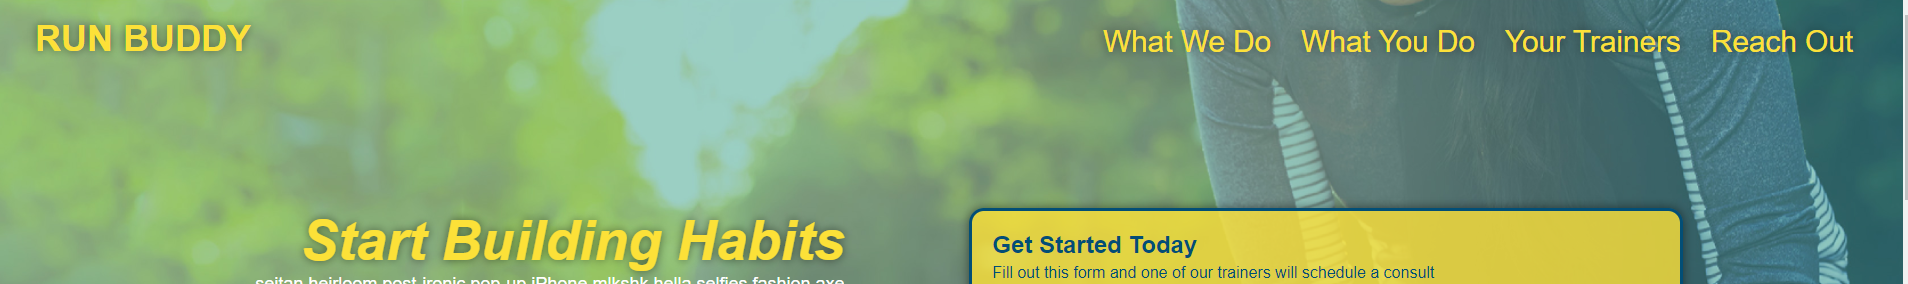 RUN BUDDY
What We Do What You Do Your Trainers Reach Out
Start Building Habits
seitan heirloom post-ironic pop-up iPhone mlkshk hella selfies fashion axe
Get Started Today
Fill out this form and one of our trainers will schedule a consult